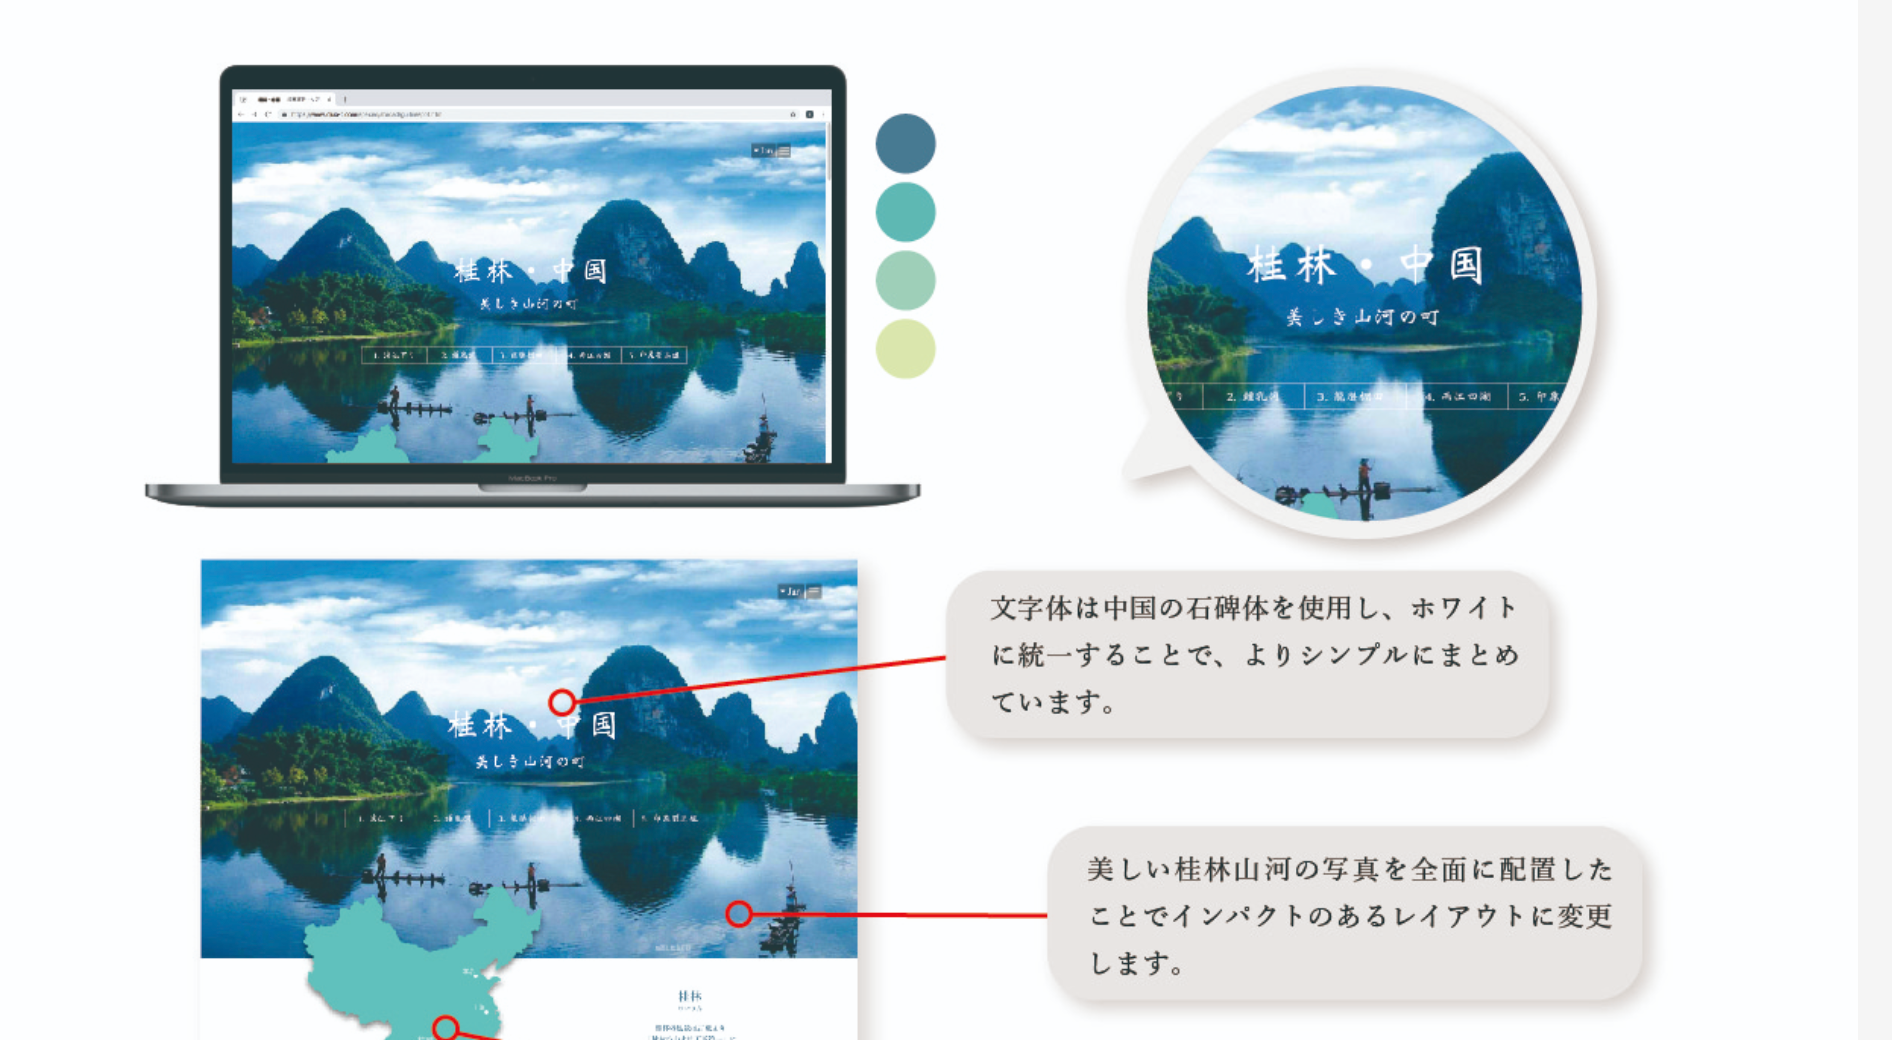 桂林・中国
美しき山河の町
MacBook Pro
桂林・中国
美しき山河の町
2. 鍾乳洞
3. 龍勝棚田
4. 両江四湖
5. 印象
Jan
桂林・中国
美しき山河の町
4. 両江四湖
文字体は中国の石碑体を使用し、ホワイト
に統一することで、よりシンプルにまとめ
ています。
美しい桂林山河の写真を全面に配置した
ことでインパクトのあるレイアウトに変更
します。
桂林